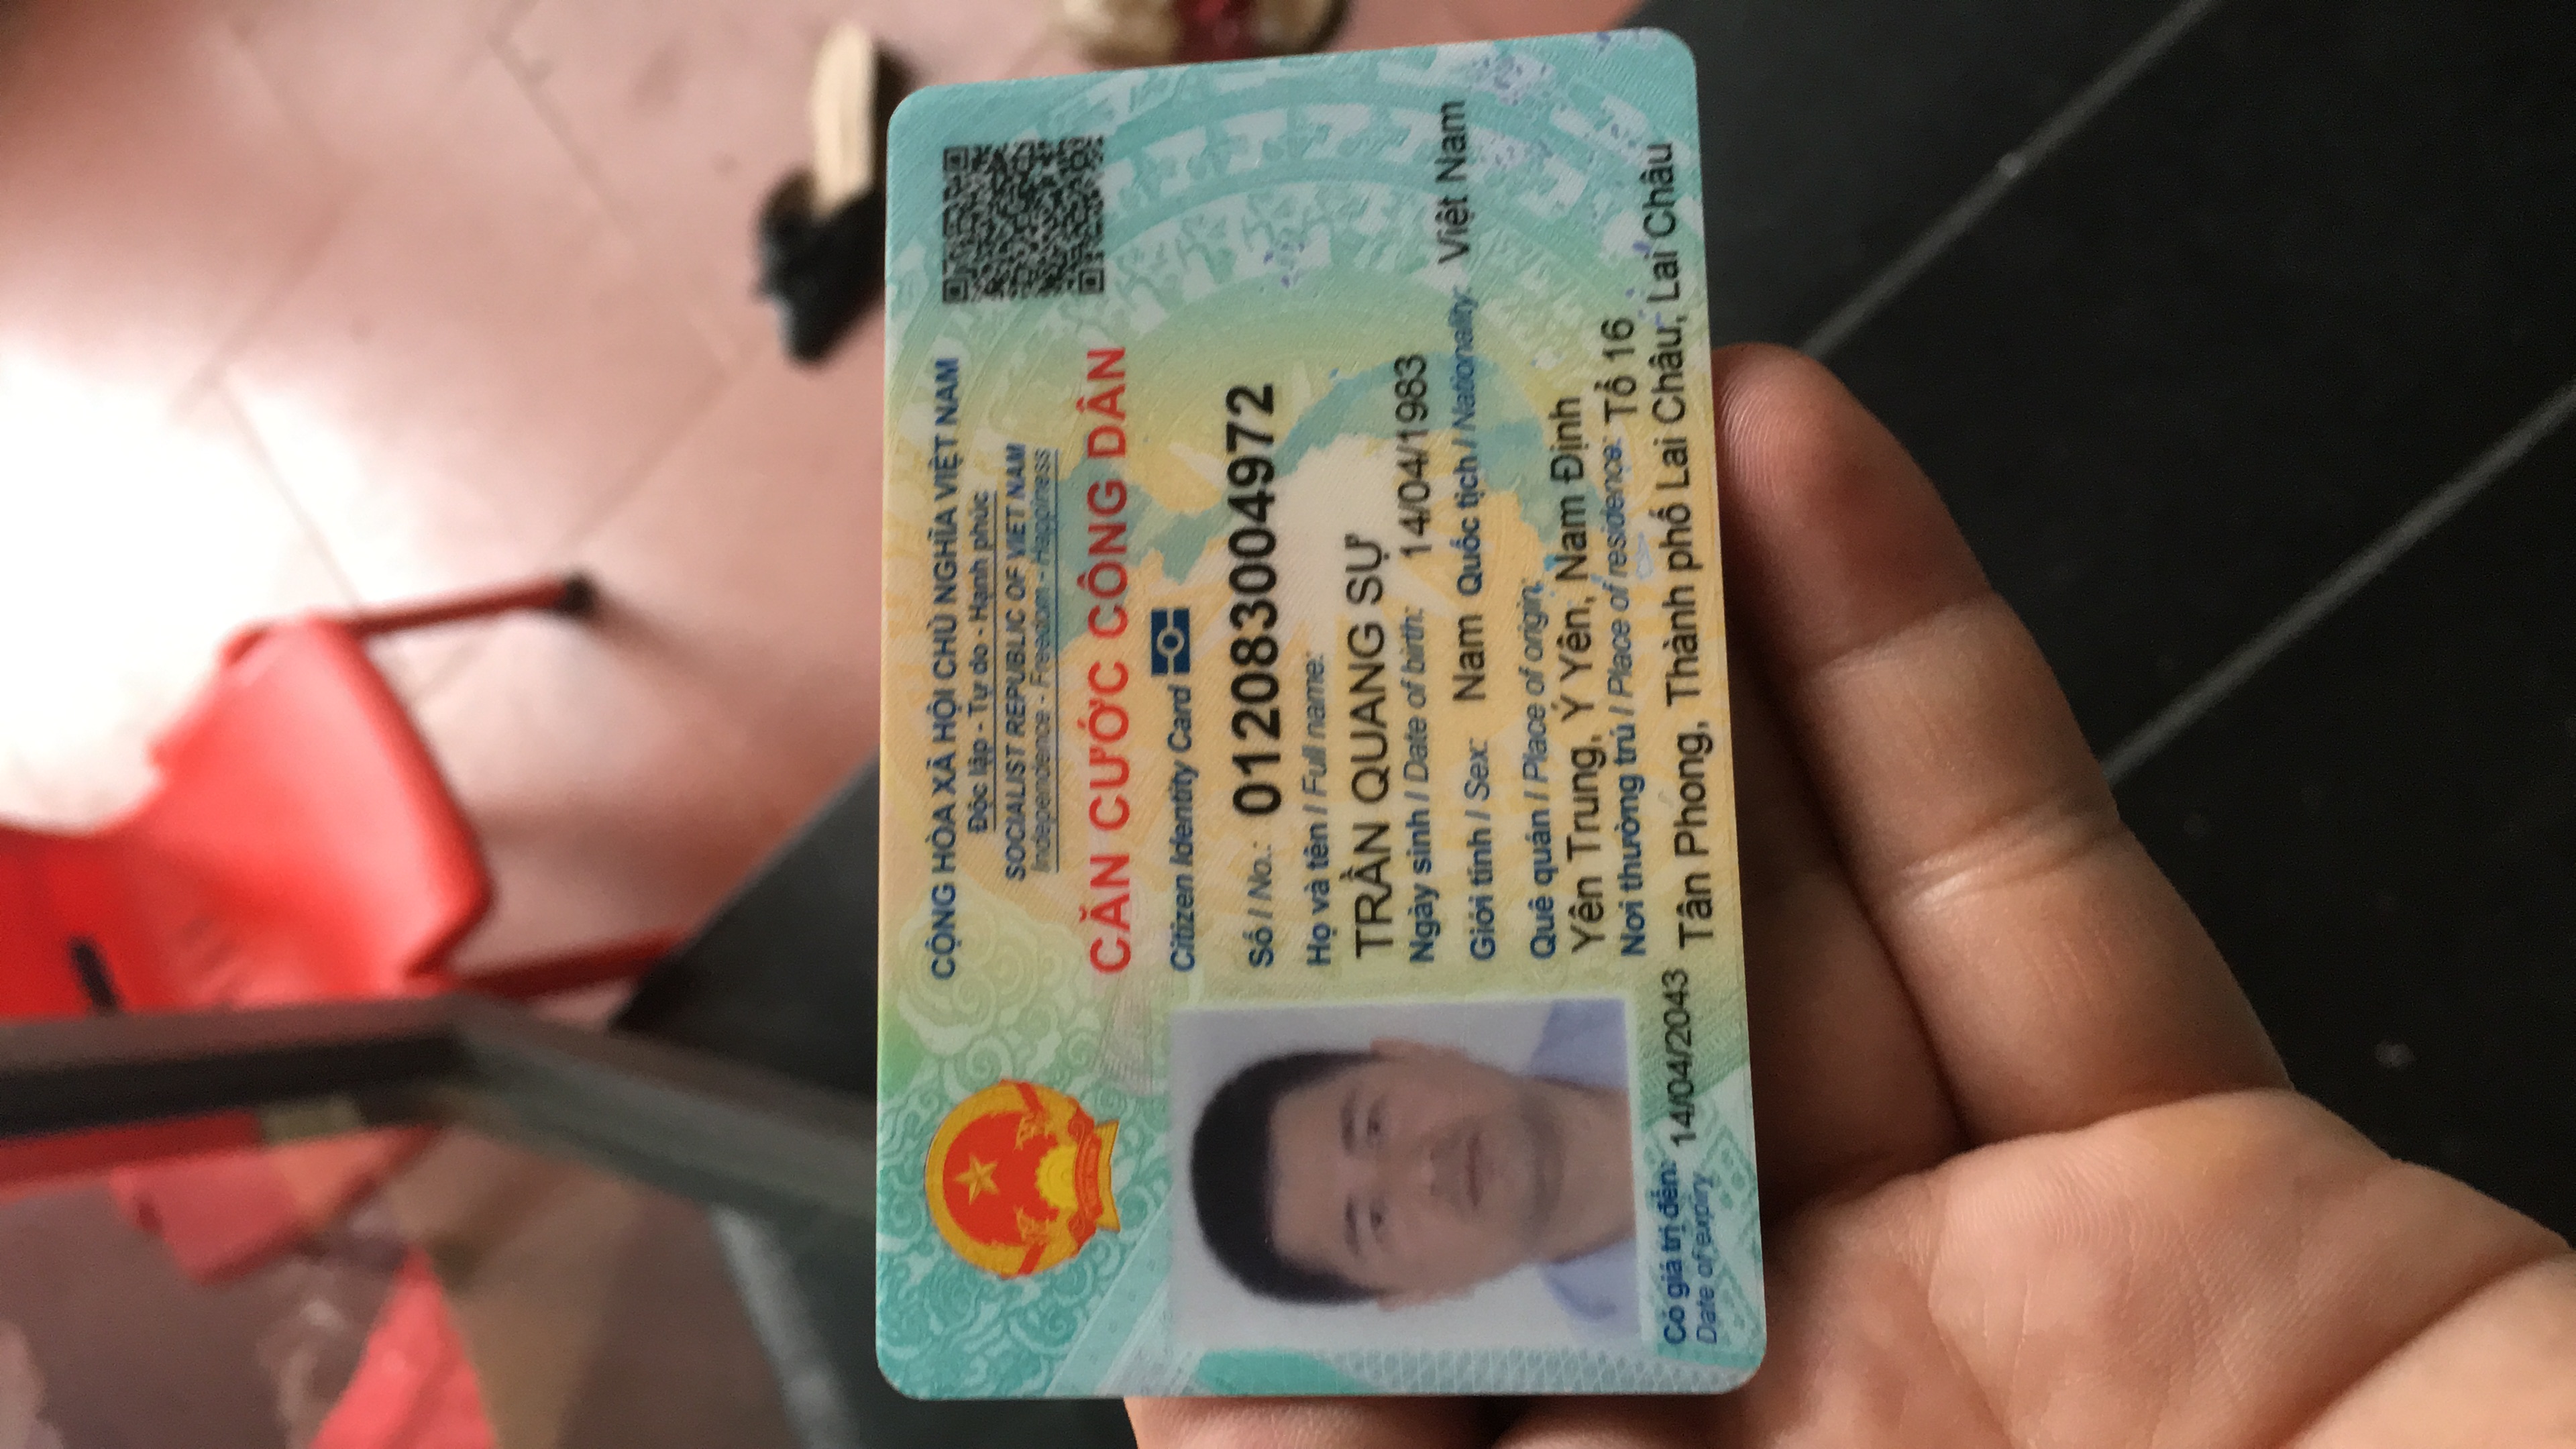 CỘNG HÒA XÃ HỘI CHỦ NGHĨA VIỆT NAM
Độc lập - Tự do - Hạnh phúc
SOCIALIST REPUBLIC OF VIET NAM
Independence - Freedom - Happiness
CĂN CƯỚC CÔNG DÂN
Citizen Identity Card
Số / No.: 012083004972
Họ và tên / Full name:
TRẦN QUANG SỰ
Ngày sinh / Date of birth: 14/04/1983
Giới tính / Sex: Nam Quốc tịch / Nationality: Việt Nam
Quê quán / Place of origin:
Yên Trung, Ý Yên, Nam Định
Nơi thường trú / Place of residence: Tổ 16
Tân Phong, Thành phố Lai Châu, Lai Châu
Có giá trị đến: 14/04/2043
Date of expiry